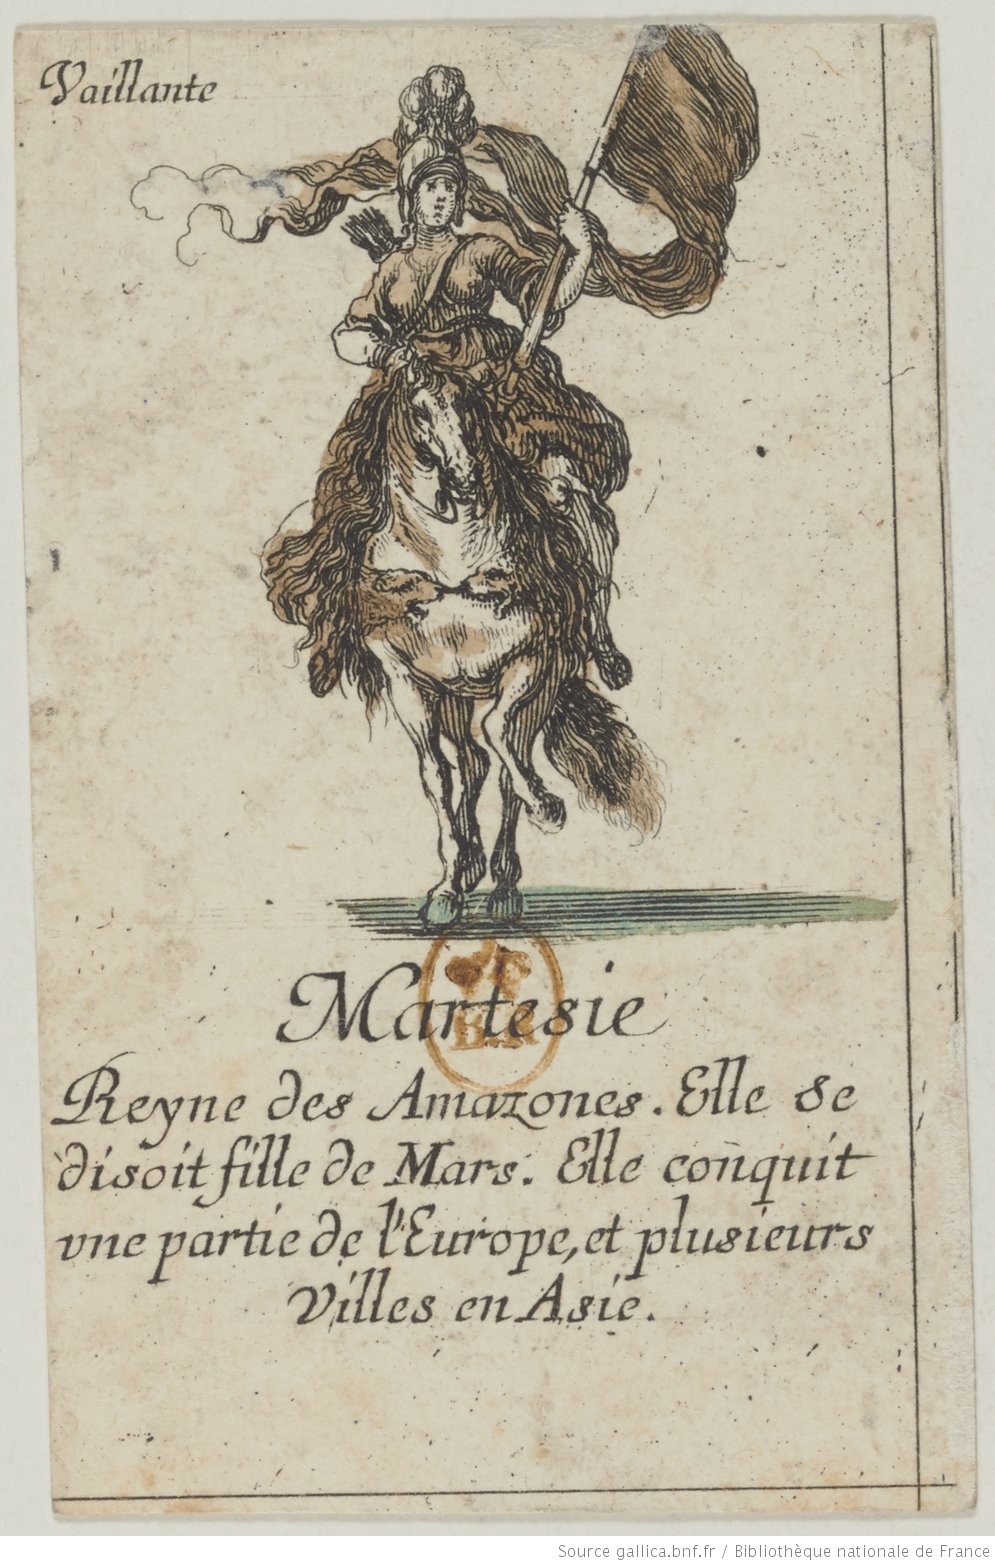 Vaillante
Martesie
Reyne des Amazones. Elle se
disoit fille de Mars. Elle conquit
vne partie de l'Europe, et plusieurs
Villes en Asie.
Source gallica.bnf.fr / Bibliothèque nationale de France